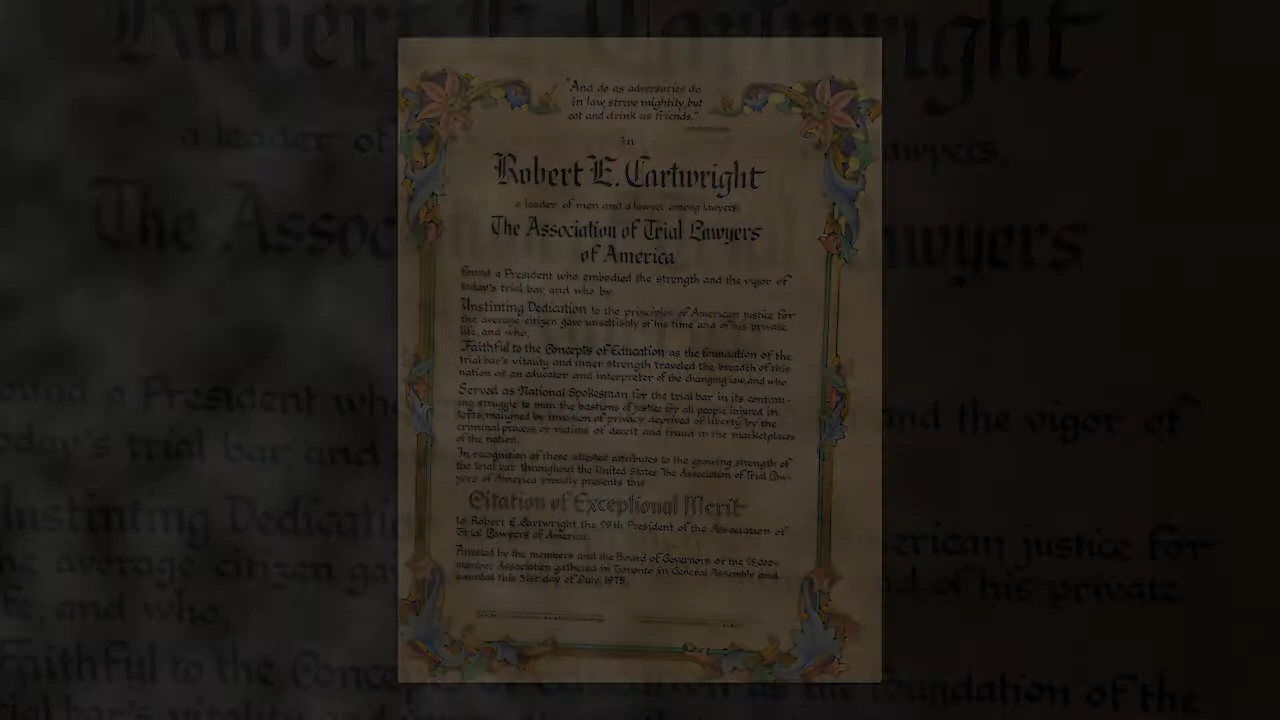 "And do as adversaries do
in law, strive mightily, but
eat and drink as friends."
In
Robert E. Cartwright
a leader of men and a lawyer among lawyers
The Association of Trial Lawyers
of America
found a President who embodied the strength and the vigor of
today's trial bar, and who by
Unstinting Dedication to the principles of American justice for
the average citizen gave unselfishly of his time and of his private
life, and who,
Faithful to the Concepts of Education as the foundation of the
trial bar's vitality and inner strength traveled the breadth of this
nation as an educator and interpreter of the changing law, and who
Served as National Spokesman for the trial bar in its continu-
ing struggle to man the bastions of justice for all people injured in
torts, maligned by invasion of privacy, deprived of liberty by the
criminal process or victims of deceit and fraud in the marketplaces
of the nation.
In recognition of these attested attributes to the growing strength of
the trial bar throughout the United States The Association of Trial Law-
yers of America proudly presents this
Citation of Exceptional Merit
to Robert E. Cartwright the 29th President of the Association of
Trial Lawyers of America.
Attested by the members and the Board of Governors of the 25,000-
member Association gathered in Toronto in General Assembly and
awarded this 31st day of July 1975.